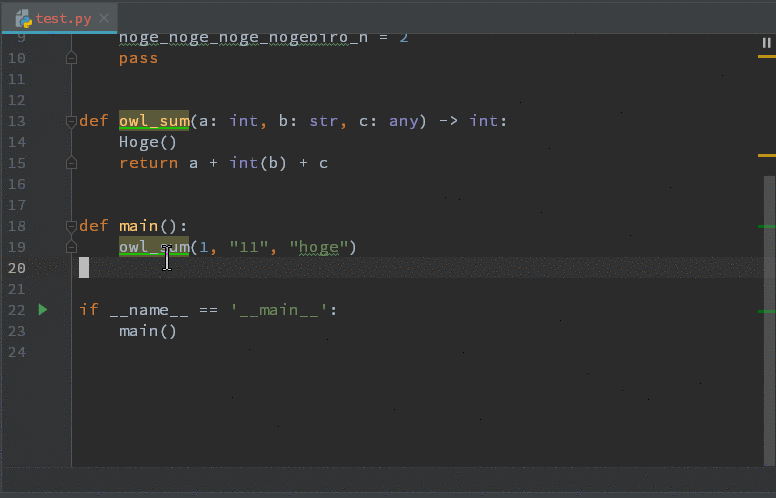 test.py
9 hoge_hoge_hoge_hogebiro_n = 2
10 pass
11
12
13 def owl_sum(a: int, b: str, c: any) -> int:
14 Hoge()
15 return a + int(b) + c
16
17
18 def main():
19 owl_sum(1, "11", "hoge")
20
21
22 if __name__ == '__main__':
23 main()
24